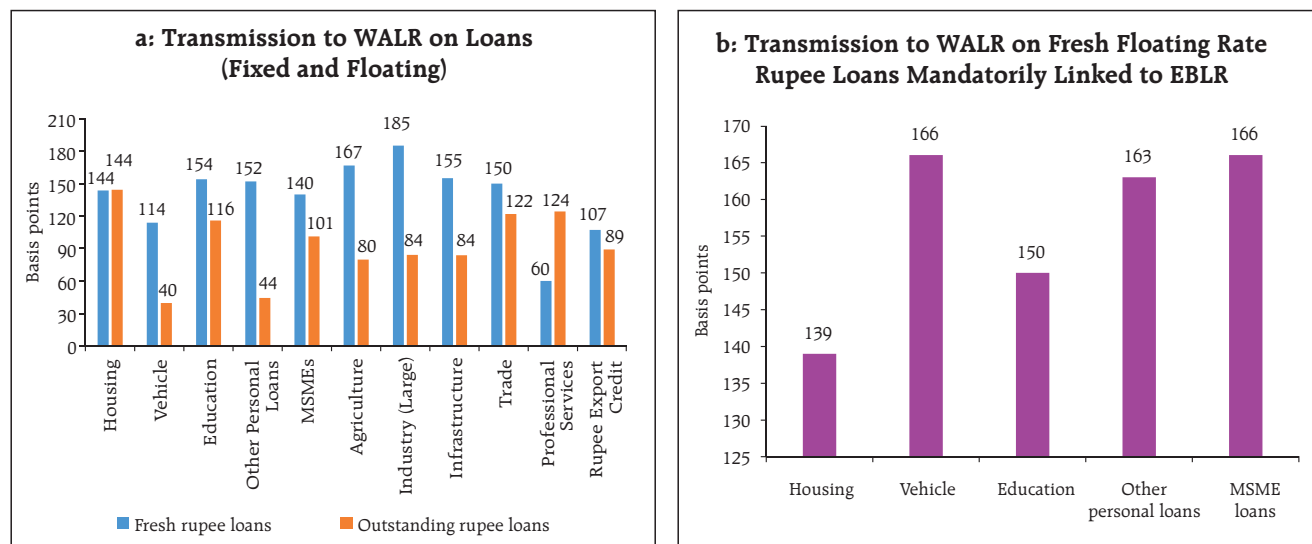 a: Transmission to WALR on Loans
(Fixed and Floating)
Basis points
210
180
150
120
90
60
30
0
144
144
114
40
154
116
152
44
140
101
167
80
185
84
155
84
150
122
60
124
107
89
Housing
Vehicle
Education
Other Personal
Loans
MSMEs
Agriculture
Industry (Large)
Infrastructure
Trade
Professional
Services
Rupee Export
Credit
Fresh rupee loans
Outstanding rupee loans
b: Transmission to WALR on Fresh Floating Rate
Rupee Loans Mandatorily Linked to EBLR
Basis points
170
165
160
155
150
145
140
135
130
125
139
166
150
163
166
Housing
Vehicle
Education
Other
personal loans
MSME
loans